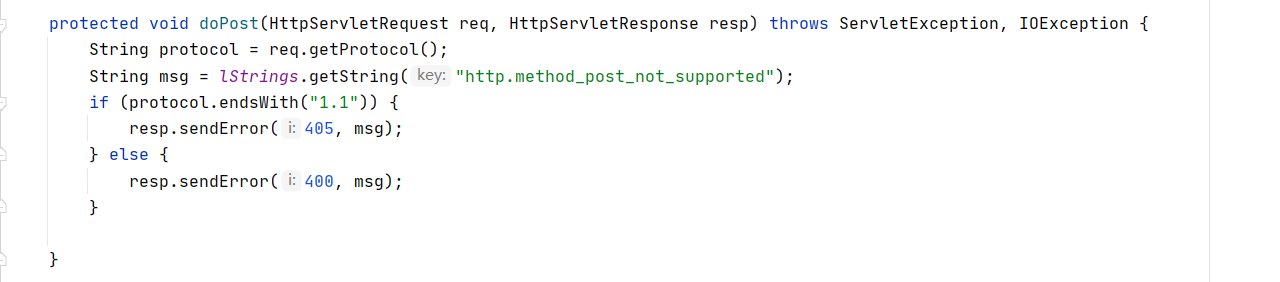 protected void doPost(HttpServletRequest req, HttpServletResponse resp) throws ServletException, IOException {
    String protocol = req.getProtocol();
    String msg = lStrings.getString( key: "http.method_post_not_supported");
    if (protocol.endsWith("1.1")) {
        resp.sendError( i: 405, msg);
    } else {
        resp.sendError( i: 400, msg);
    }
}